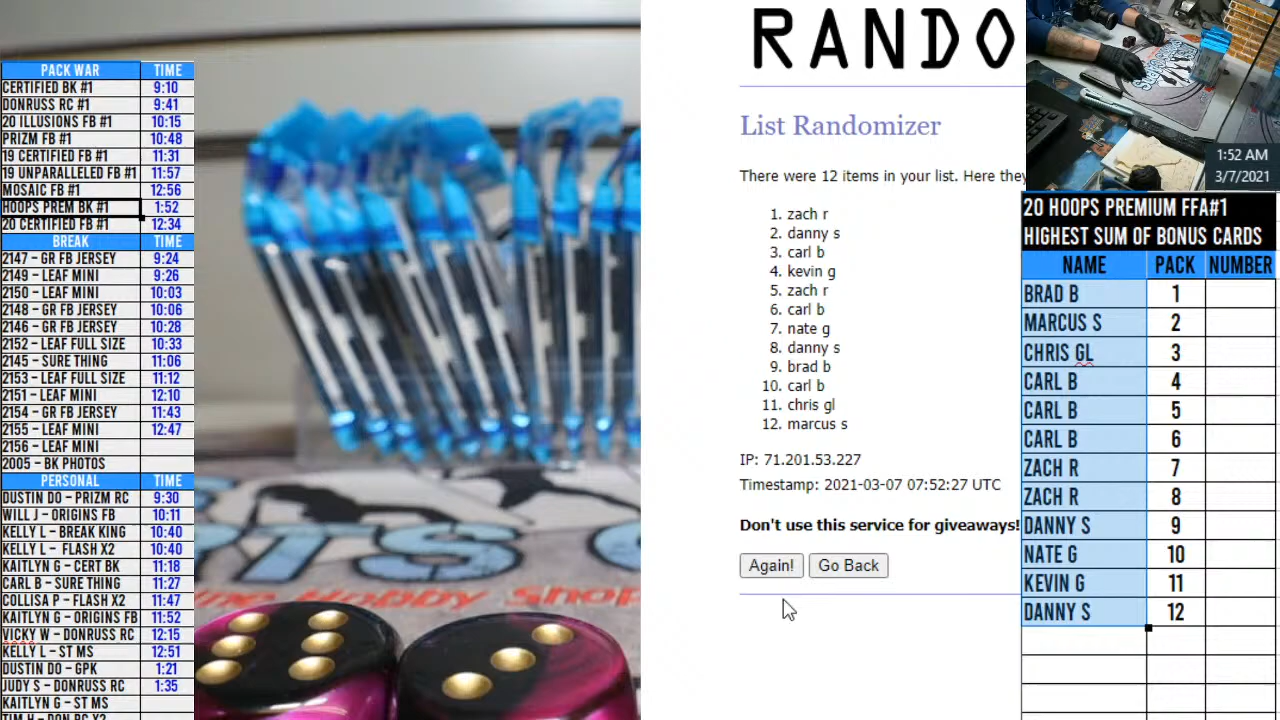 PACK WAR TIME
CERTIFIED BK #1 9:10
DONRUSS RC #1 9:41
20 ILLUSIONS FB #1 10:15
PRIZM FB #1 10:48
19 CERTIFIED FB #1 11:31
19 UNPARALLELED FB #1 11:57
MOSAIC FB #1 12:56
HOOPS PREM BK #1 1:52
20 CERTIFIED FB #1 12:34
BREAK TIME
2147 - GR FB JERSEY 9:24
2149 - LEAF MINI 9:26
2150 - LEAF MINI 10:03
2148 - GR FB JERSEY 10:06
2146 - GR FB JERSEY 10:28
2152 - LEAF FULL SIZE 10:33
2145 - SURE THING 11:06
2153 - LEAF FULL SIZE 11:12
2151 - LEAF MINI 12:10
2154 - GR FB JERSEY 11:43
2155 - LEAF MINI 12:47
2156 - LEAF MINI
2005 - BK PHOTOS
PERSONAL TIME
DUSTIN DO - PRIZM RC 9:30
WILL J - ORIGINS FB 10:11
KELLY L - BREAK KING 10:40
KELLY L - FLASH X2 10:40
KAITLYN G - CERT BK 11:18
CARL B - SURE THING 11:27
COLLISA P - FLASH X2 11:47
KAITLYN G - ORIGINS FB 11:52
VICKY W - DONRUSS RC 12:15
KELLY L - ST MS 12:51
DUSTIN DO - GPK 1:21
JUDY S - DONRUSS RC 1:35
KAITLYN G - ST MS
TIM H - DON RC X2
RANDO
List Randomizer
There were 12 items in your list. Here they
1. zach r
2. danny s
3. carl b
4. kevin g
5. zach r
6. carl b
7. nate g
8. danny s
9. brad b
10. carl b
11. chris gl
12. marcus s
IP: 71.201.53.227
Timestamp: 2021-03-07 07:52:27 UTC
Don't use this service for giveaways!
Again! Go Back
1:52 AM
3/7/2021
20 HOOPS PREMIUM FFA#1
HIGHEST SUM OF BONUS CARDS
NAME PACK NUMBER
BRAD B 1
MARCUS S 2
CHRIS GL 3
CARL B 4
CARL B 5
CARL B 6
ZACH R 7
ZACH R 8
DANNY S 9
NATE G 10
KEVIN G 11
DANNY S 12